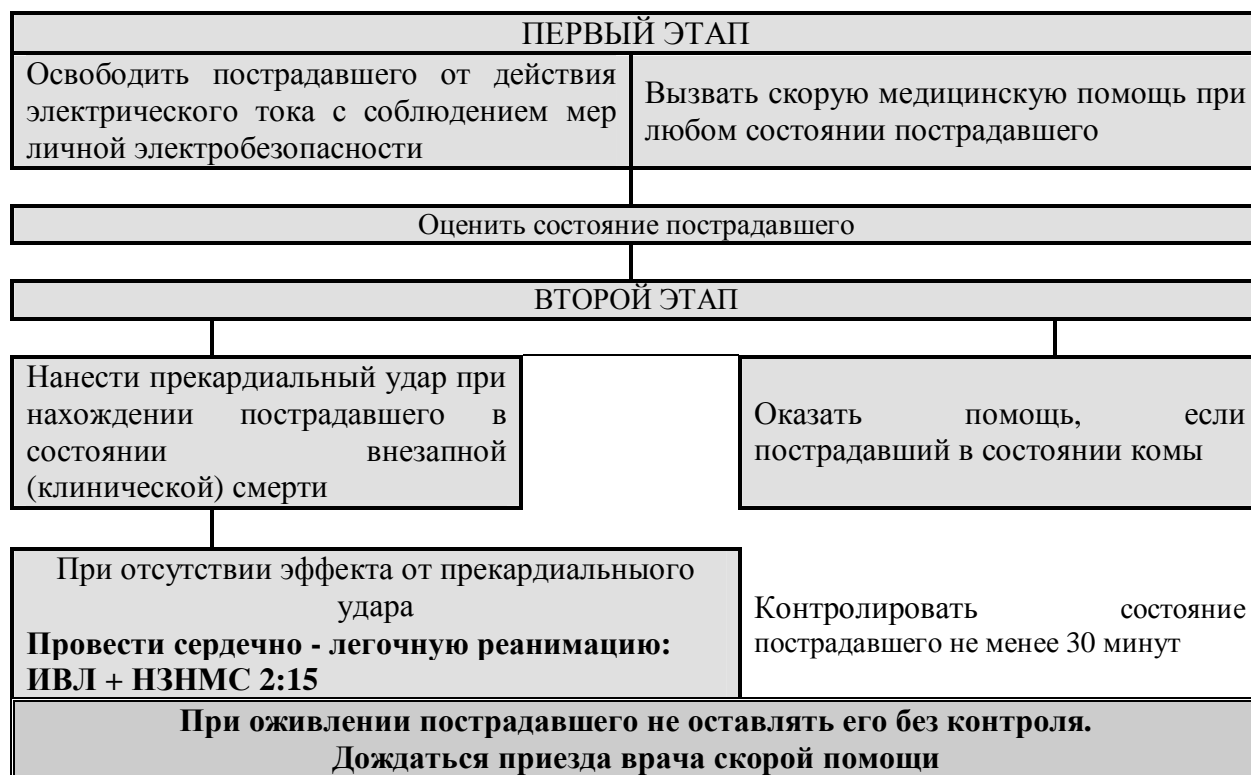 ПЕРВЫЙ ЭТАП
Освободить пострадавшего от действия
электрического тока с соблюдением мер
личной электробезопасности
Вызвать скорую медицинскую помощь при
любом состоянии пострадавшего
Оценить состояние пострадавшего
ВТОРОЙ ЭТАП
Нанести прекардиальный удар при
нахождении пострадавшего в
состоянии внезапной
(клинической) смерти
Оказать помощь, если
пострадавший в состоянии комы
При отсутствии эффекта от прекардиальныого
удара
Провести сердечно - легочную реанимацию:
ИВЛ + НЗНМС 2:15
Контролировать состояние
пострадавшего не менее 30 минут
При оживлении пострадавшего не оставлять его без контроля.
Дождаться приезда врача скорой помощи